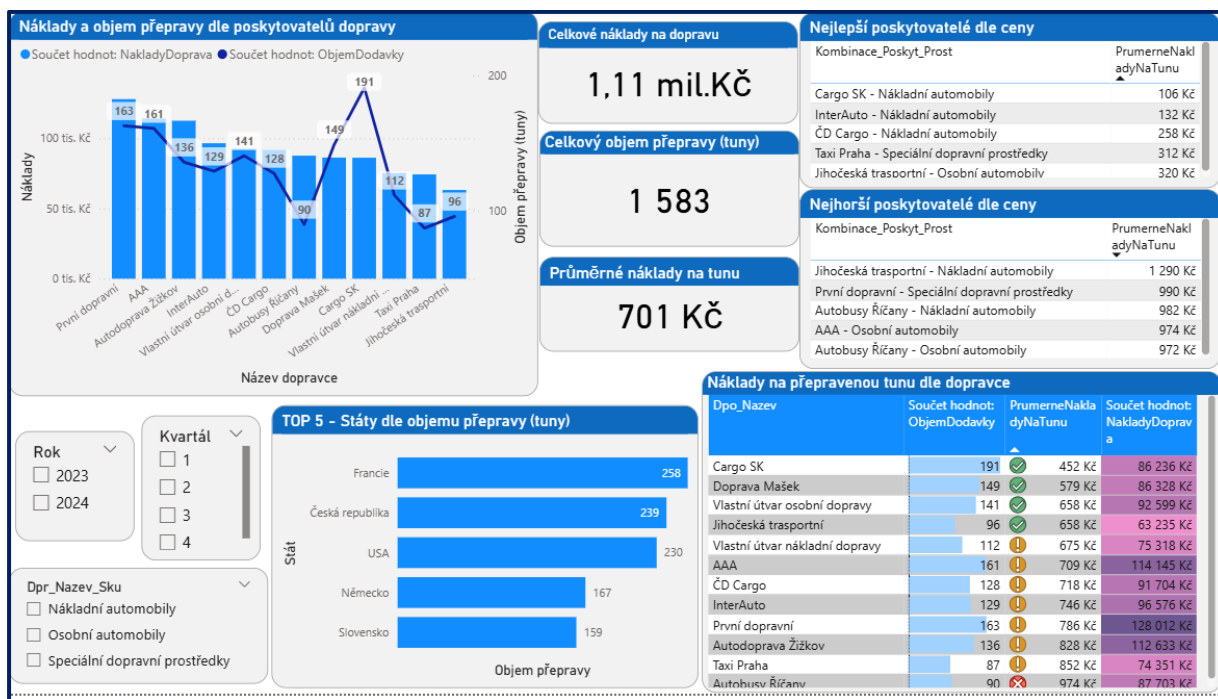 Náklady a objem přepravy dle poskytovatelů dopravy
Součet hodnot: NakladyDoprava Součet hodnot: ObjemDodavky
Náklady
100 tis. Kč
50 tis. Kč
0 tis. Kč
200
100
Objem přepravy (tuny)
163
161
136
129
141
128
90
149
191
112
87
96
První dopravní
AAA
Autodoprava Žižkov
InterAuto
Vlastní útvar osobní d...
ČD Cargo
Autobusy Říčany
Doprava Mašek
Cargo SK
Vlastní útvar nákladní ...
Taxi Praha
Jihočeská trasportní
Název dopravce
Celkové náklady na dopravu
1,11 mil.Kč
Celkový objem přepravy (tuny)
1 583
Průměrné náklady na tunu
701 Kč
Nejlepší poskytovatelé dle ceny
Kombinace_Poskyt_Prost PrumerneNakl
adyNaTunu
Cargo SK - Nákladní automobily 106 Kč
InterAuto - Nákladní automobily 132 Kč
ČD Cargo - Nákladní automobily 258 Kč
Taxi Praha - Speciální dopravní prostředky 312 Kč
Jihočeská trasportní - Osobní automobily 320 Kč
Nejhorší poskytovatelé dle ceny
Kombinace_Poskyt_Prost PrumerneNakl
adyNaTunu
Jihočeská trasportní - Nákladní automobily 1 290 Kč
První dopravní - Speciální dopravní prostředky 990 Kč
Autobusy Říčany - Nákladní automobily 982 Kč
AAA - Osobní automobily 974 Kč
Autobusy Říčany - Osobní automobily 972 Kč
Rok
2023
2024
Kvartál
1
2
3
4
Dpr_Nazev_Sku
Nákladní automobily
Osobní automobily
Speciální dopravní prostředky
TOP 5 - Státy dle objemu přepravy (tuny)
Stát
Francie 258
Česká republika 239
USA 230
Německo 167
Slovensko 159
Objem přepravy
Náklady na přepravenou tunu dle dopravce
Dpo_Nazev Součet hodnot: PrumerneNakla Součet hodnot:
ObjemDodavky dyNaTunu NakladyDoprav
a
Cargo SK 191 452 Kč 86 236 Kč
Doprava Mašek 149 579 Kč 86 328 Kč
Vlastní útvar osobní dopravy 141 658 Kč 92 599 Kč
Jihočeská trasportní 96 658 Kč 63 235 Kč
Vlastní útvar nákladní dopravy 112 675 Kč 75 318 Kč
AAA 161 709 Kč 114 145 Kč
ČD Cargo 128 718 Kč 91 704 Kč
InterAuto 129 746 Kč 96 576 Kč
První dopravní 163 786 Kč 128 012 Kč
Autodoprava Žižkov 136 828 Kč 112 633 Kč
Taxi Praha 87 852 Kč 74 351 Kč
Autobusy Říčany 90 974 Kč 87 703 Kč